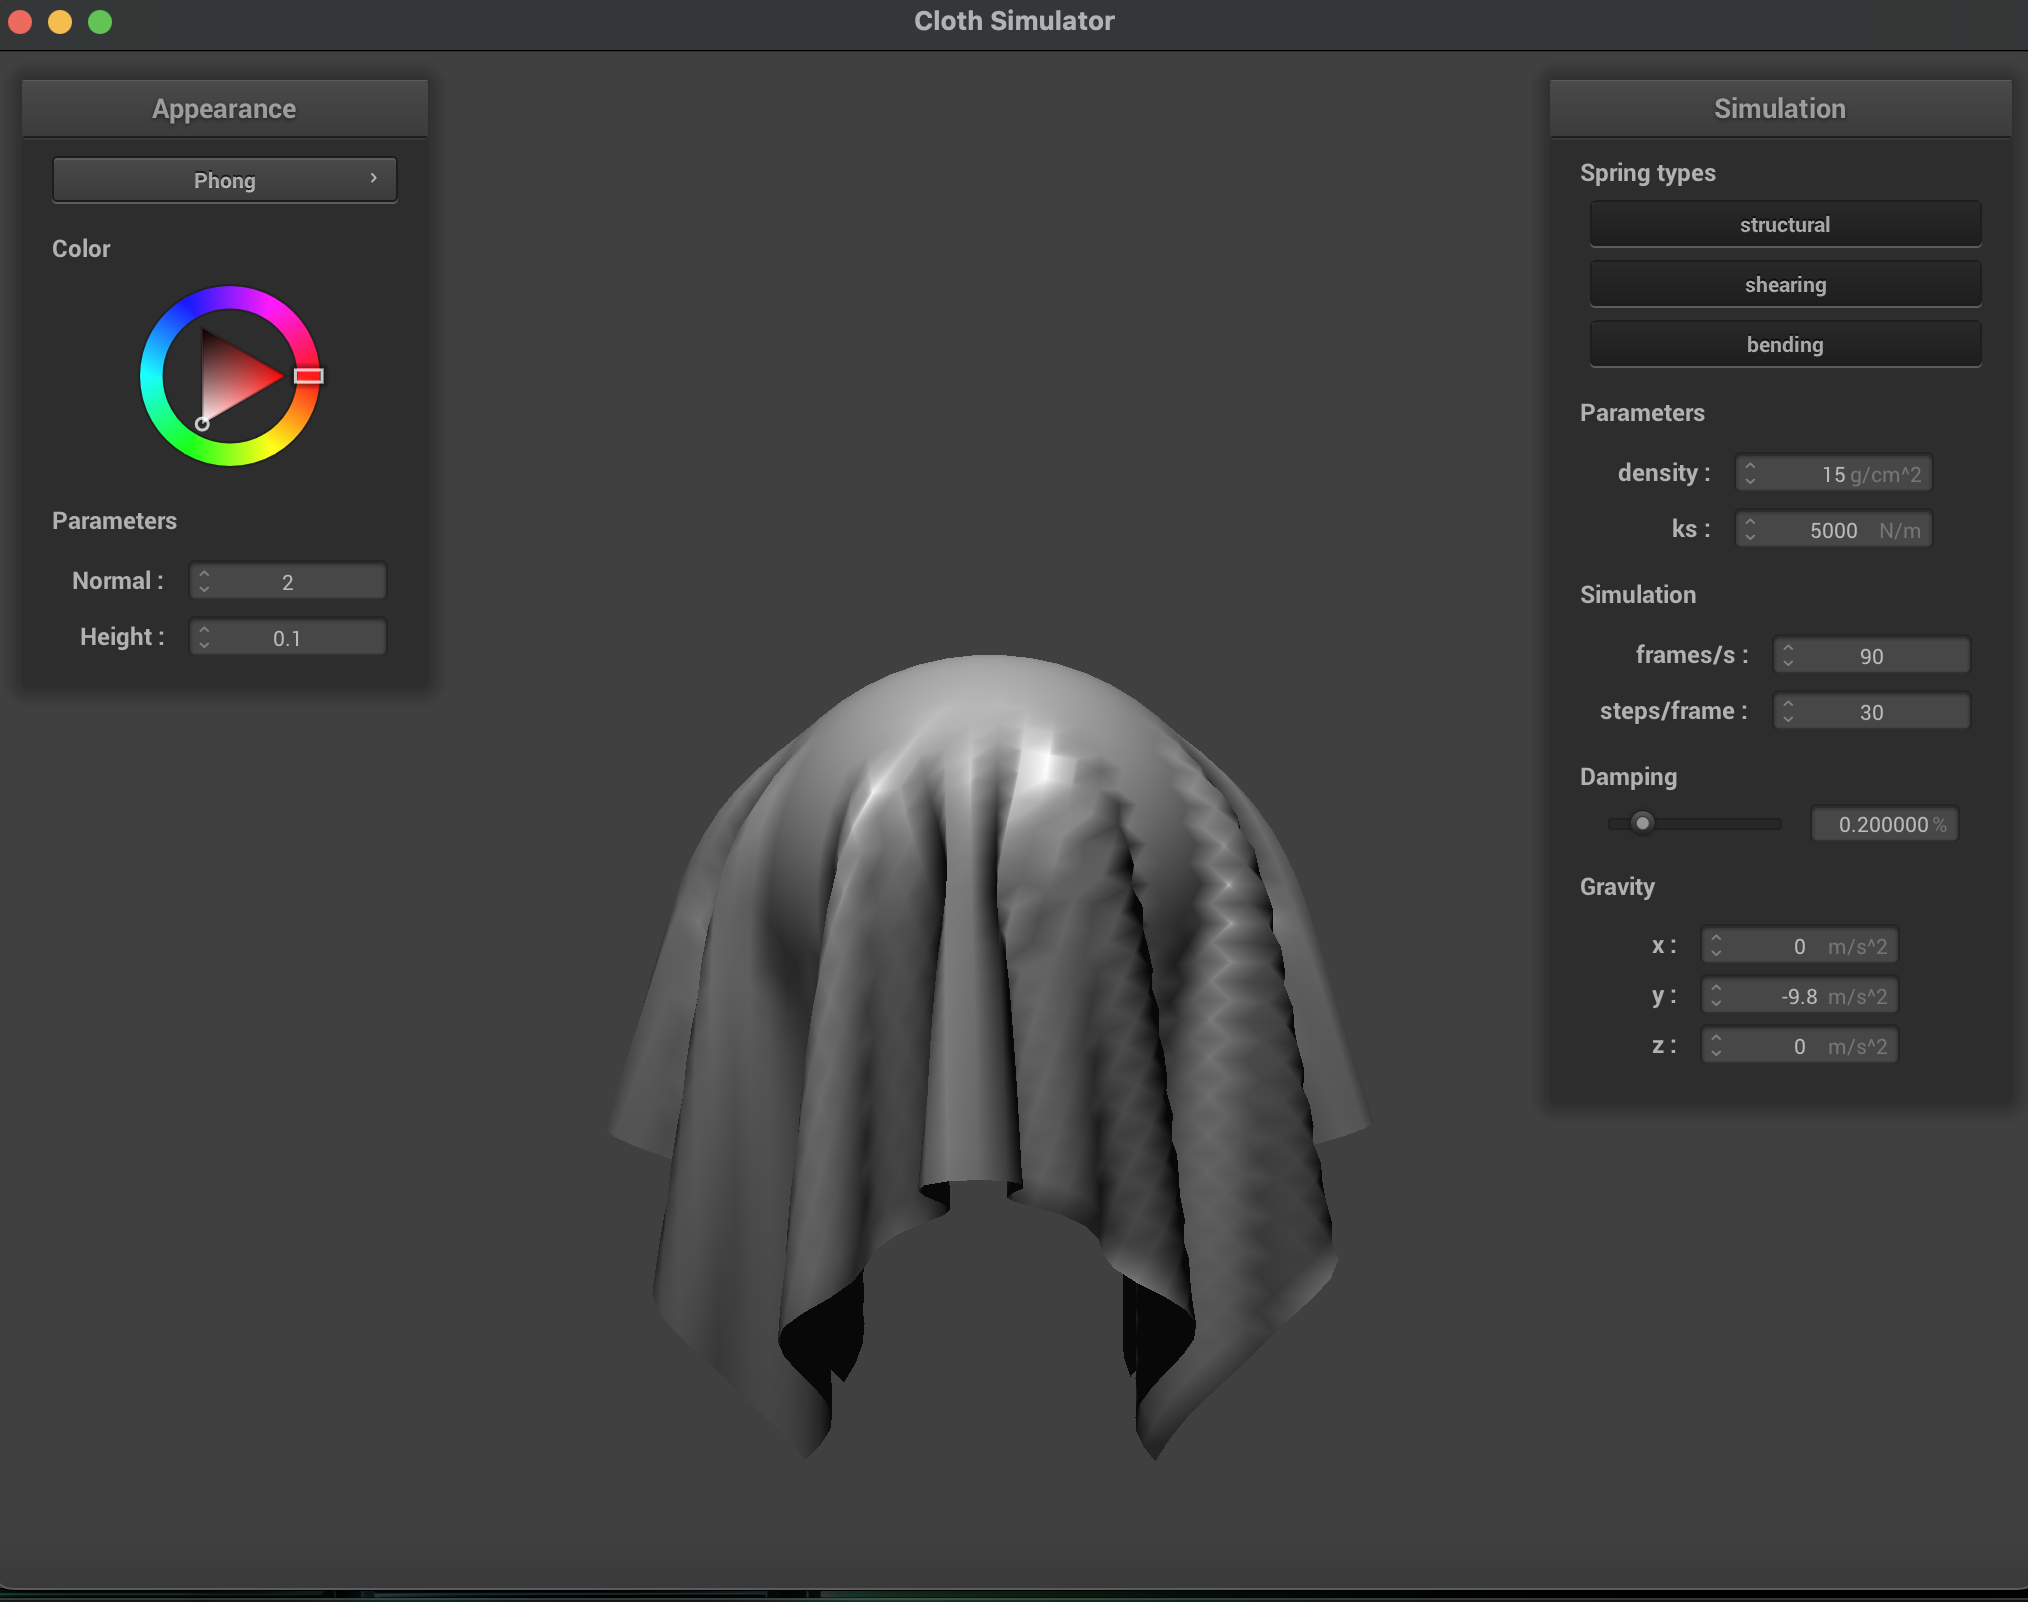 Cloth Simulator
Appearance
Phong
Color
Parameters
Normal : 2
Height : 0.1
Simulation
Spring types
structural
shearing
bending
Parameters
density : 15 g/cm^2
ks : 5000 N/m
Simulation
frames/s : 90
steps/frame : 30
Damping
0.200000 %
Gravity
x : 0 m/s^2
y : -9.8 m/s^2
z : 0 m/s^2